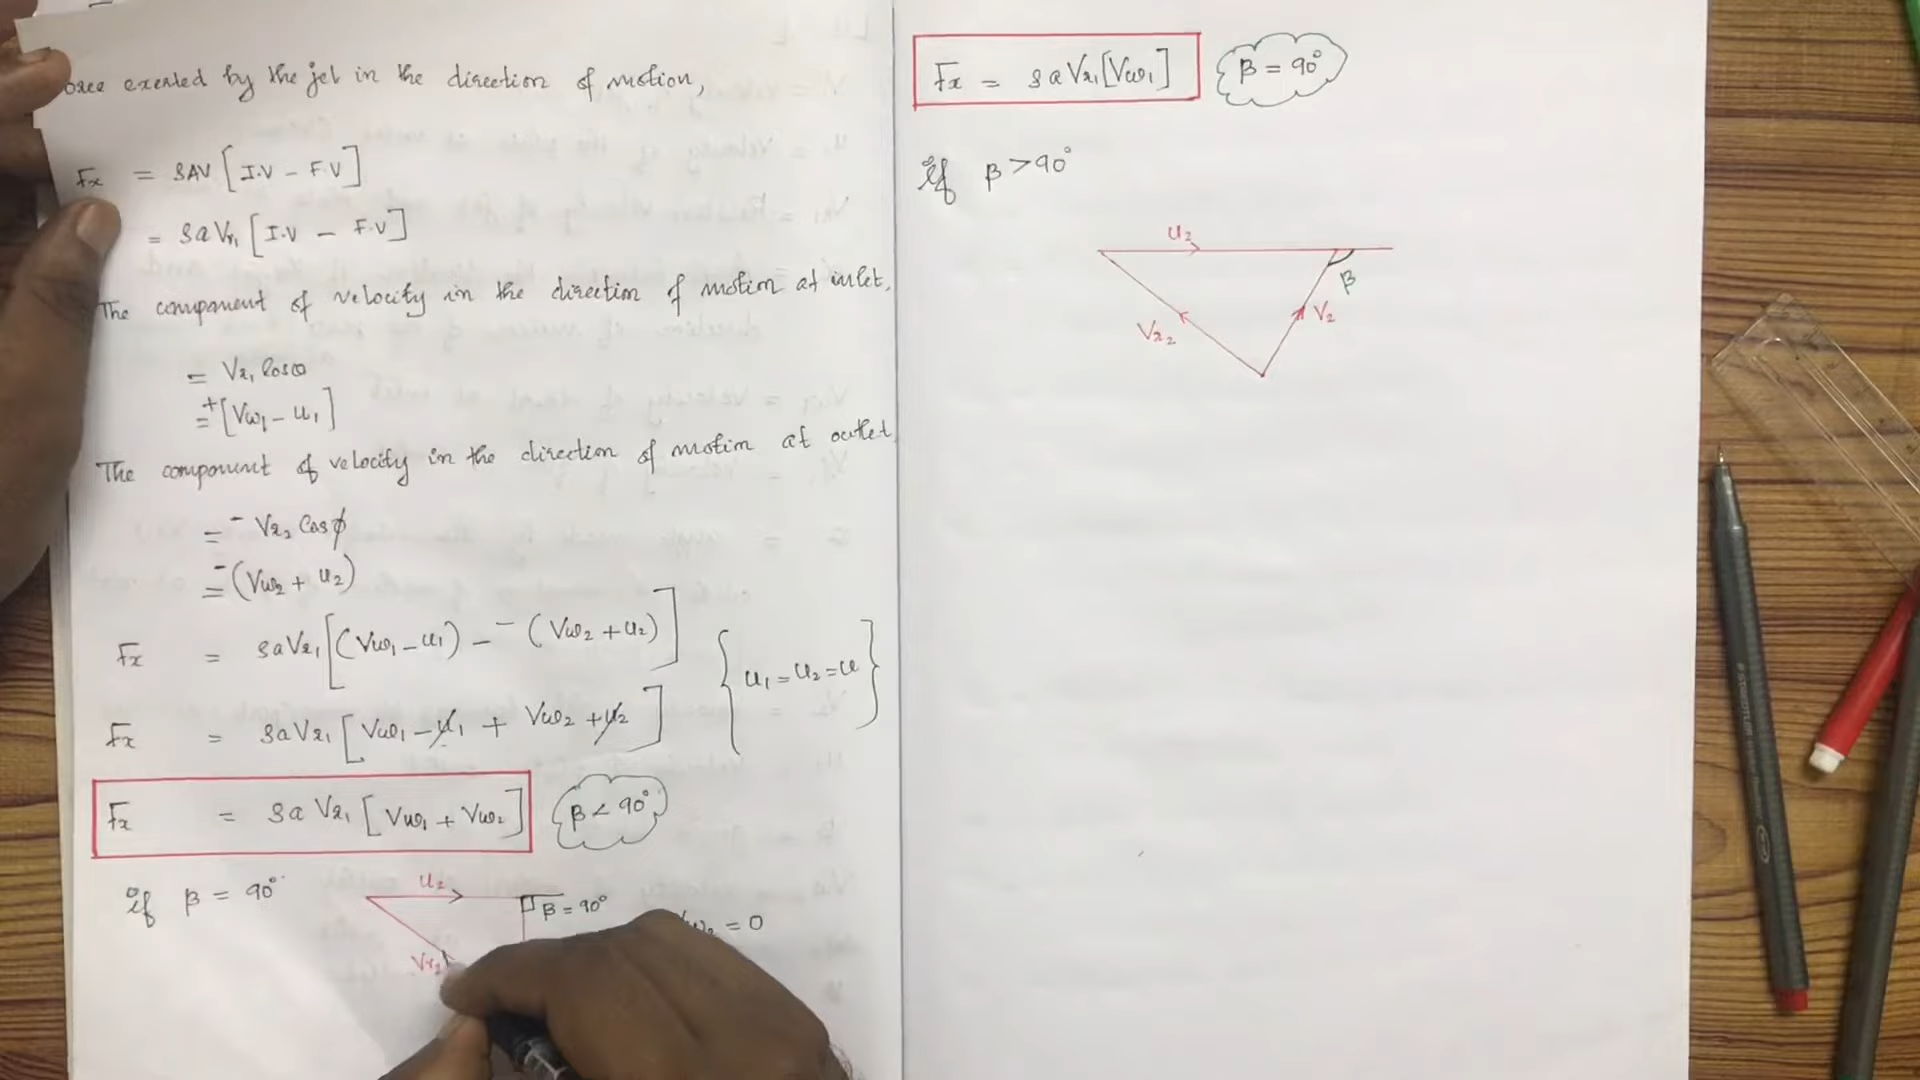 exerted by the jet in the direction of motion,
Fx = ρAV [I.V - F.V]
= ρaVr₁ [I.V - F.V]
The component of velocity in the direction of motion at inlet,
= Vr₁ Cosθ
= +[Vw₁ - u₁]
The component of velocity in the direction of motion at outlet
= - Vr₂ Cosϕ
= -(Vw₂ + u₂)
Fx = ρaVr₁ [(Vw₁ - u₁) - -(Vw₂ + u₂)]
{u₁ = u₂ = u}
Fx = ρaVr₁ [Vw₁ - u₁ + Vw₂ + u₂]
Fx = ρaVr₁ [Vw₁ + Vw₂]
β < 90°
if β = 90°
u₂
β = 90°
w₂ = 0
Vr₂
Fx = ρaVr₁[Vw₁]
β = 90°
if β > 90°
u₂
β
V₂
Vr₂